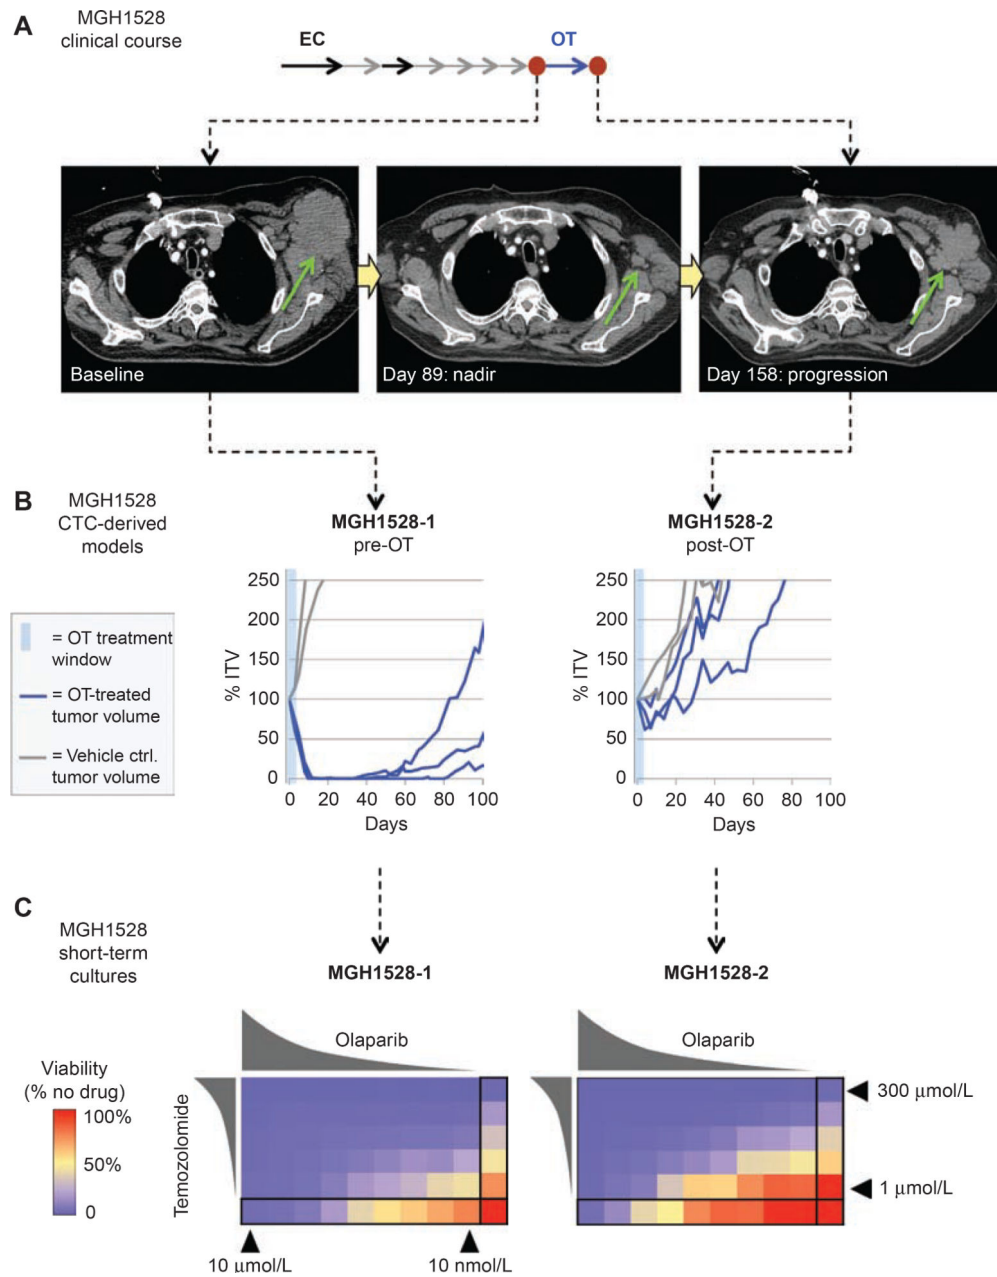 A
MGH1528
clinical course
EC
OT
Baseline
Day 89: nadir
Day 158: progression
B
MGH1528
CTC-derived
models
MGH1528-1
pre-OT
MGH1528-2
post-OT
= OT treatment
window
= OT-treated
tumor volume
= Vehicle ctrl.
tumor volume
% ITV
250
200
150
100
50
0
0 20 40 60 80 100
Days
% ITV
250
200
150
100
50
0
0 20 40 60 80 100
Days
C
MGH1528
short-term
cultures
MGH1528-1
MGH1528-2
Olaparib
Olaparib
Viability
(% no drug)
100%
50%
0
Temozolomide
300 µmol/L
1 µmol/L
10 µmol/L
10 nmol/L